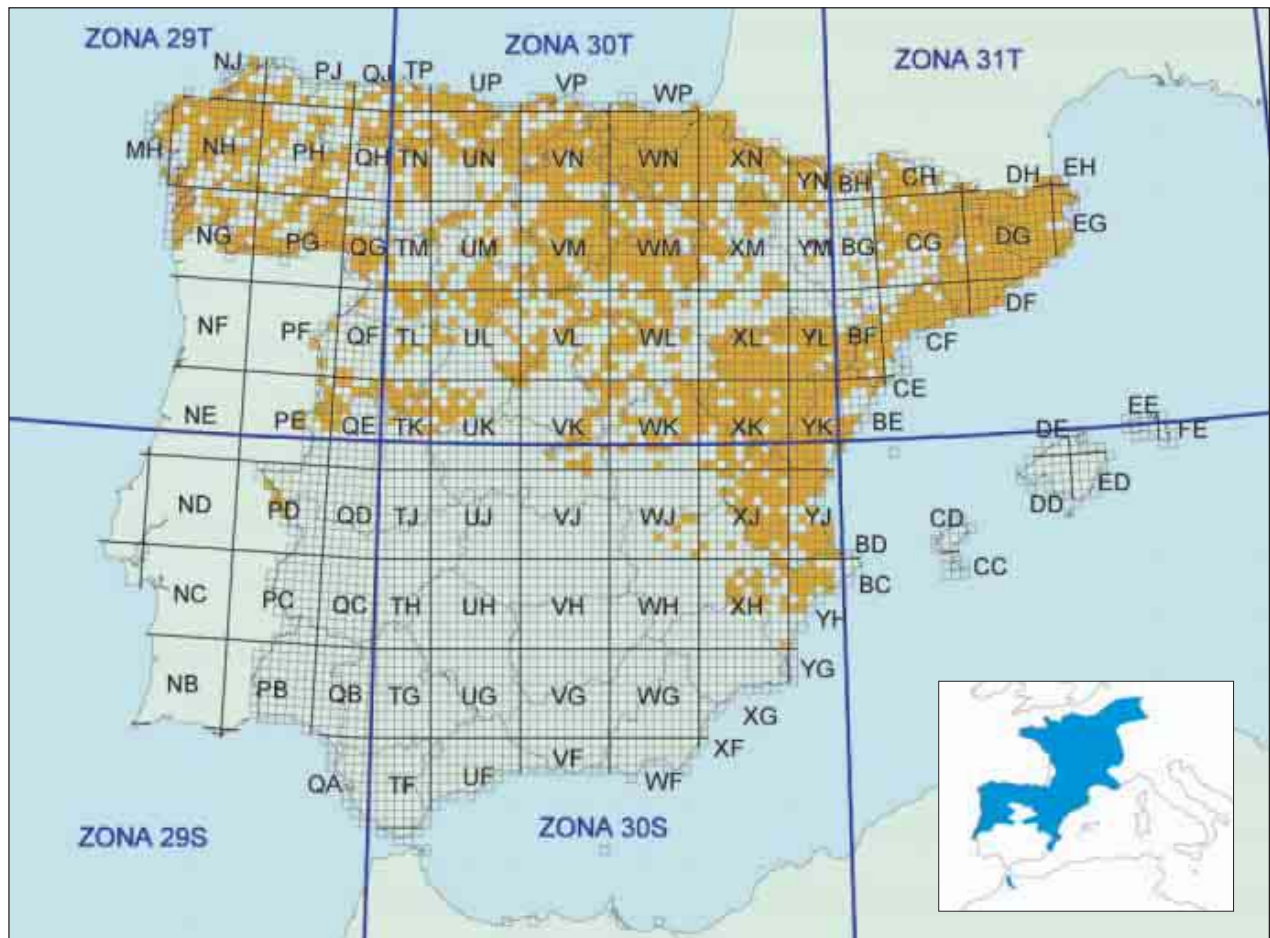 ZONA 29T
ZONA 30T
ZONA 31T
NJ PJ QJ TP UP VP WP
MH NH PH QH TN UN VN WN XN YN BH CH DH EH
NG PG QG TM UM VM WM XM YM BG CG DG EG
NF PF QF TL UL VL WL XL YL BF CF DF
NE PE QE TK UK VK WK XK YK BE CE DE EE FE
ND PD QD TJ UJ VJ WJ XJ YJ BD CD DD ED
NC PC QC TH UH VH WH XH YH BC CC
NB PB QB TG UG VG WG XG YG
QA TF UF VF WF XF
ZONA 29S
ZONA 30S